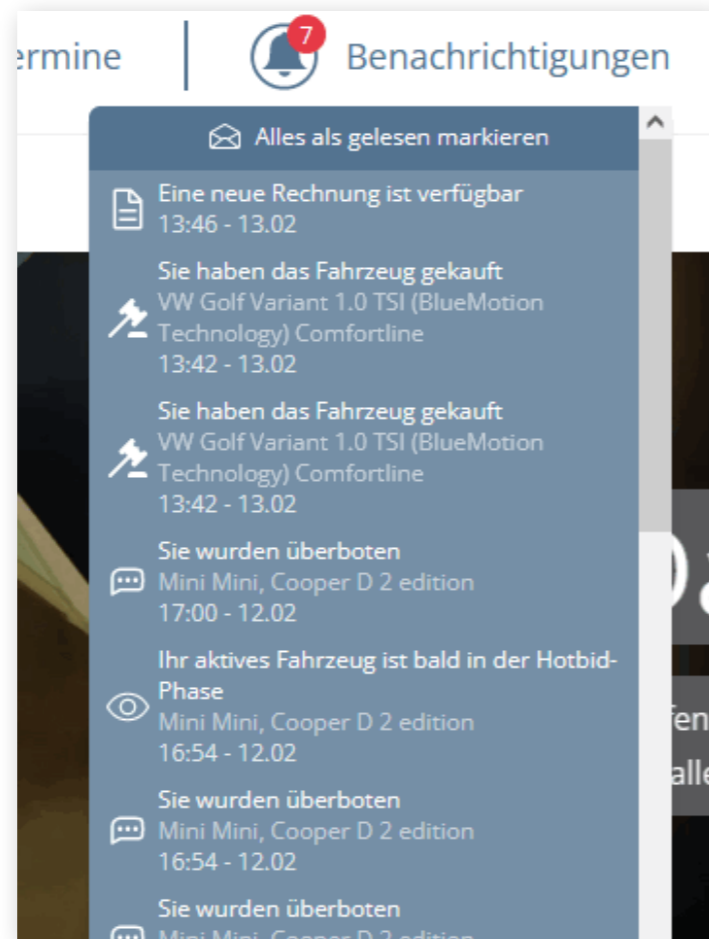 7
Benachrichtigungen
Alles als gelesen markieren
Eine neue Rechnung ist verfügbar
13:46 - 13.02
Sie haben das Fahrzeug gekauft
VW Golf Variant 1.0 TSI (BlueMotion
Technology) Comfortline
13:42 - 13.02
Sie haben das Fahrzeug gekauft
VW Golf Variant 1.0 TSI (BlueMotion
Technology) Comfortline
13:42 - 13.02
Sie wurden überboten
Mini Mini, Cooper D 2 edition
17:00 - 12.02
Ihr aktives Fahrzeug ist bald in der Hotbid-
Phase
Mini Mini, Cooper D 2 edition
16:54 - 12.02
Sie wurden überboten
Mini Mini, Cooper D 2 edition
16:54 - 12.02
Sie wurden überboten
Mini Mini, Cooper D 2 edition